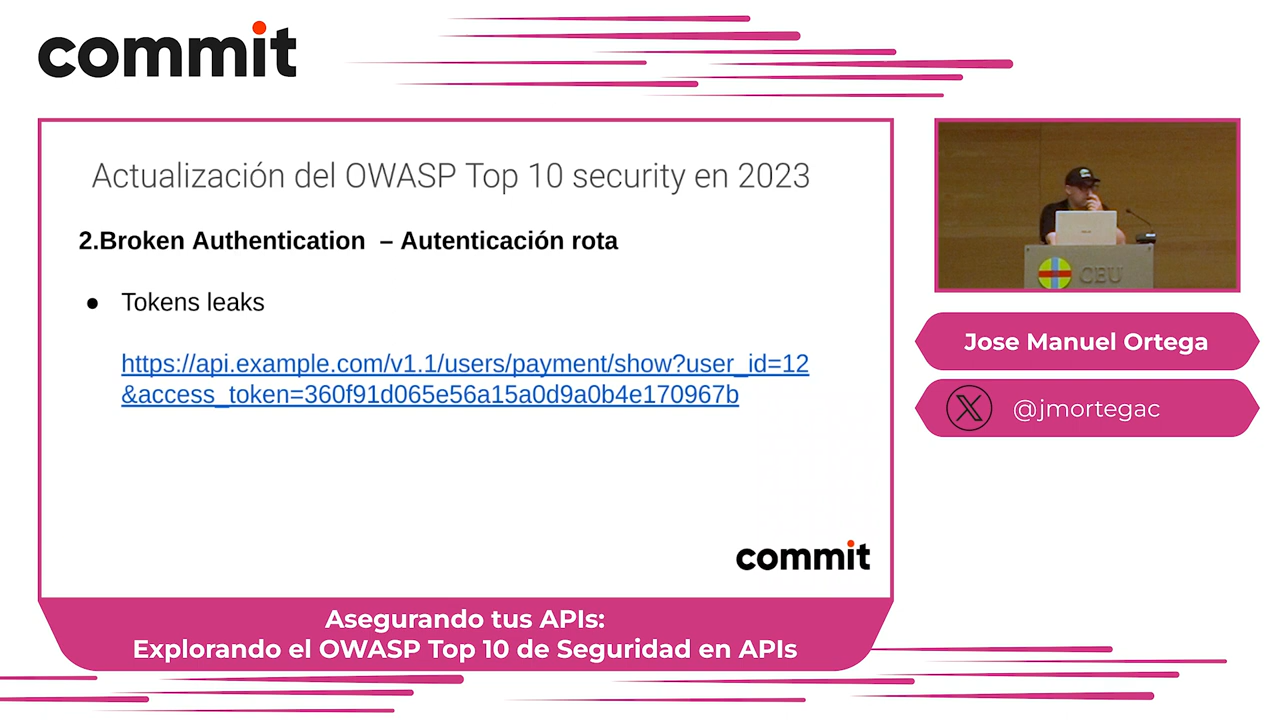 commit
Actualización del OWASP Top 10 security en 2023
2.Broken Authentication – Autenticación rota
● Tokens leaks
https://api.example.com/v1.1/users/payment/show?user_id=12
&access_token=360f91d065e56a15a0d9a0b4e170967b
commit
Asegurando tus APIs:
Explorando el OWASP Top 10 de Seguridad en APIs
CEU
Jose Manuel Ortega
@jmortegac